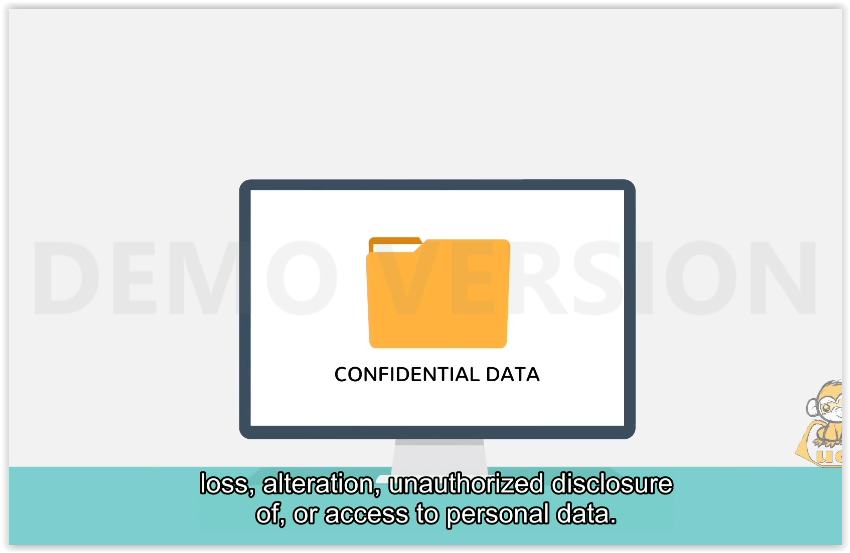 DEMO VERSION
CONFIDENTIAL DATA
loss, alteration, unauthorized disclosure
of, or access to personal data.